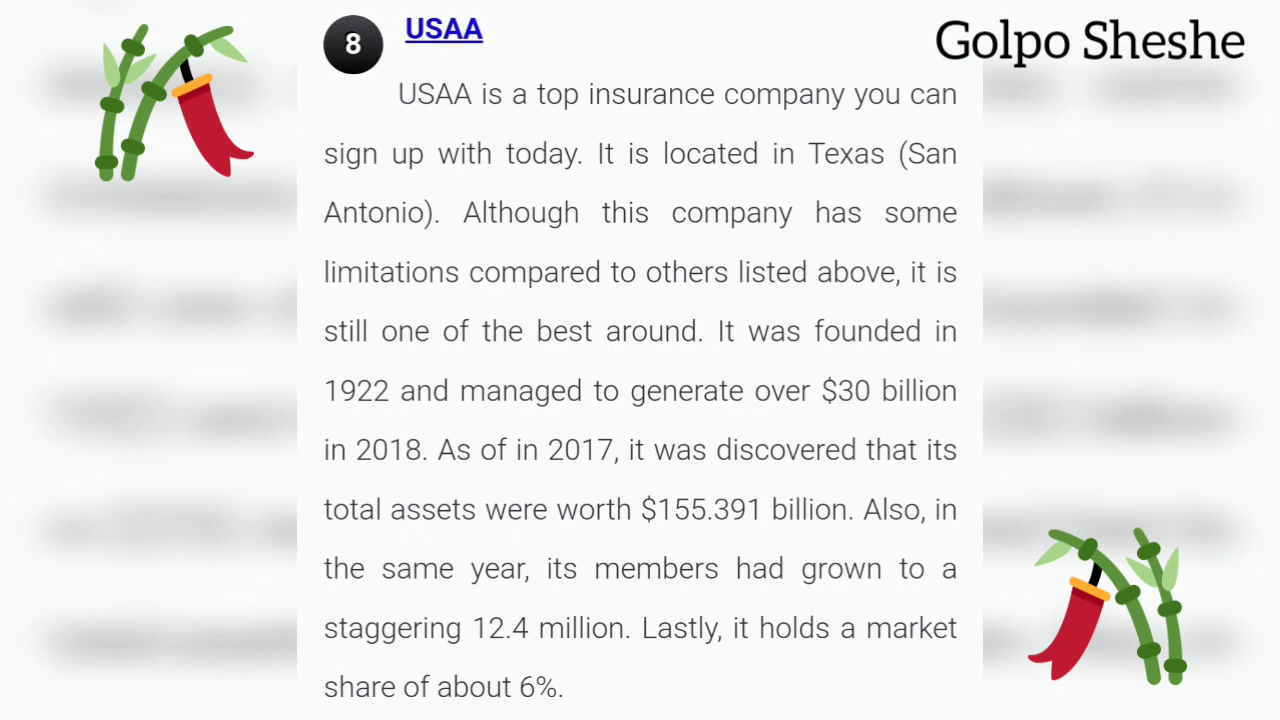 8
USAA
Golpo Sheshe
USAA is a top insurance company you can
sign up with today. It is located in Texas (San
Antonio). Although this company has some
limitations compared to others listed above, it is
still one of the best around. It was founded in
1922 and managed to generate over $30 billion
in 2018. As of in 2017, it was discovered that its
total assets were worth $155.391 billion. Also, in
the same year, its members had grown to a
staggering 12.4 million. Lastly, it holds a market
share of about 6%.